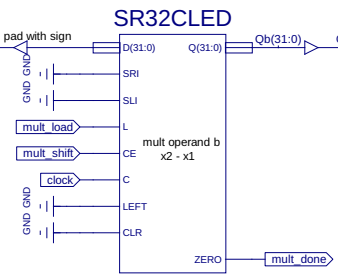 SR32CLED
pad with sign
D(31:0)
Q(31:0)
Qb(31:0)
GND
SRI
GND
SLI
mult_load
L
mult operand b
x2 - x1
mult_shift
CE
clock
C
GND
LEFT
GND
CLR
ZERO
mult_done